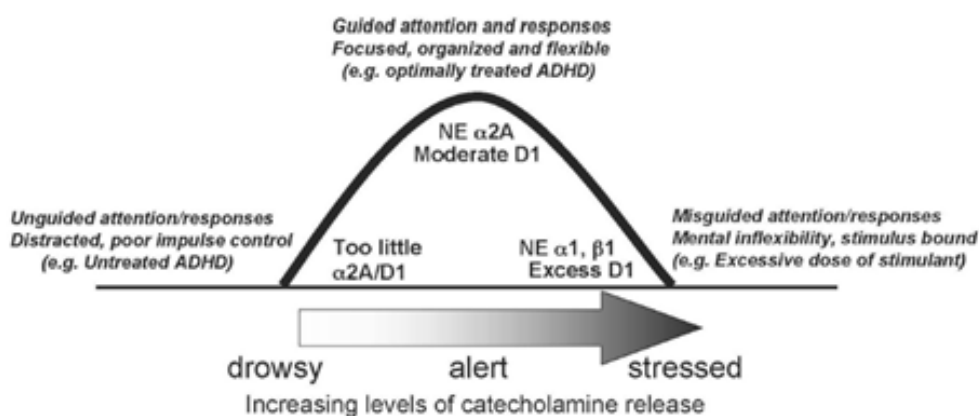 Guided attention and responses
Focused, organized and flexible
(e.g. optimally treated ADHD)
NE α2A
Moderate D1
Unguided attention/responses
Distracted, poor impulse control
(e.g. Untreated ADHD)
Too little
α2A/D1
NE α1, β1
Excess D1
Misguided attention/responses
Mental inflexibility, stimulus bound
(e.g. Excessive dose of stimulant)
drowsy alert stressed
Increasing levels of catecholamine release